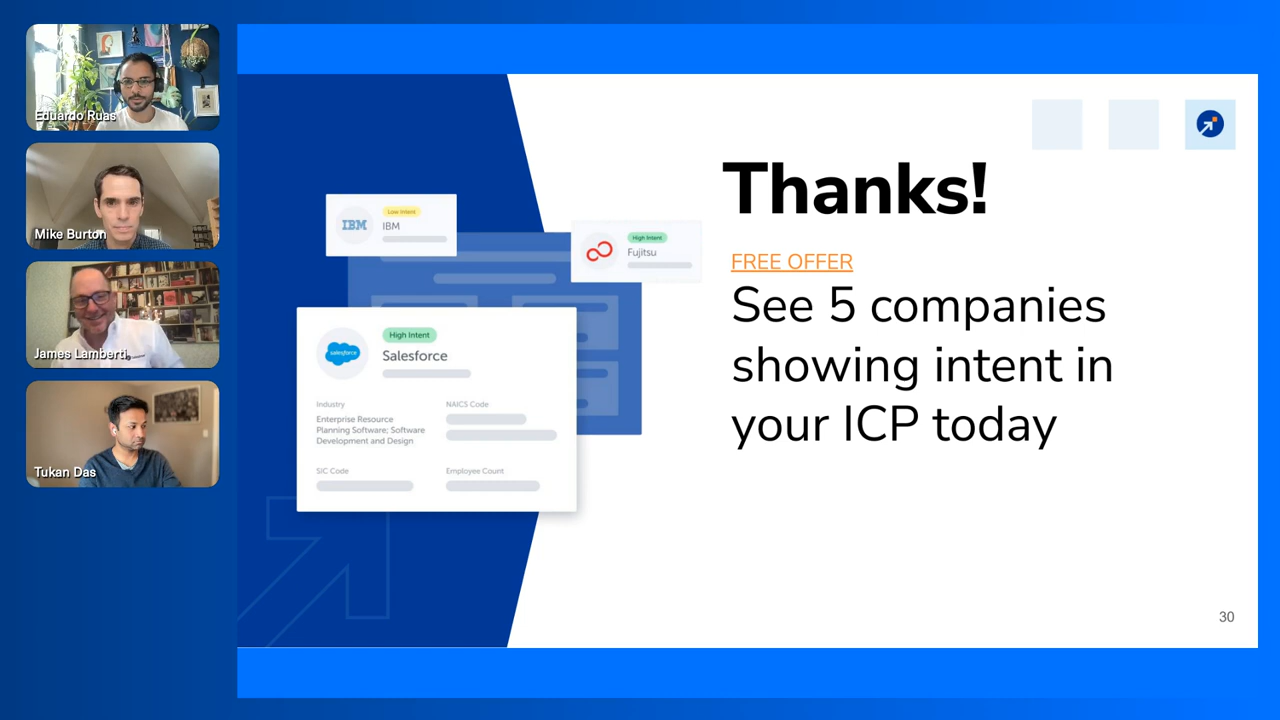 Eduardo Ruas
Mike Burton
James Lamberti
Tukan Das
Low Intent
IBM
IBM
High Intent
Fujitsu
salesforce
High Intent
Salesforce
Industry
Enterprise Resource
Planning Software; Software
Development and Design
NAICS Code
SIC Code
Employee Count
Thanks!
FREE OFFER
See 5 companies
showing intent in
your ICP today
30